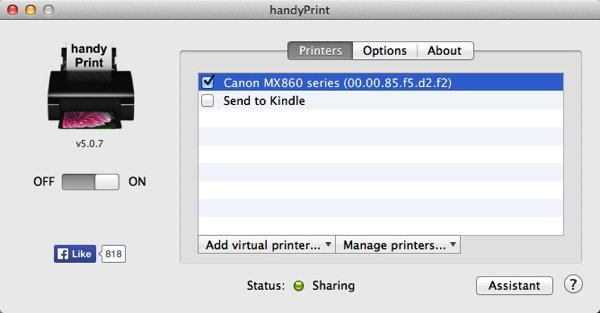 handyPrint
handy
Print
v5.0.7
OFF ON
Like 818
Printers Options About
Canon MX860 series (00.00.85.f5.d2.f2)
Send to Kindle
Add virtual printer... Manage printers...
Status: Sharing
Assistant ?